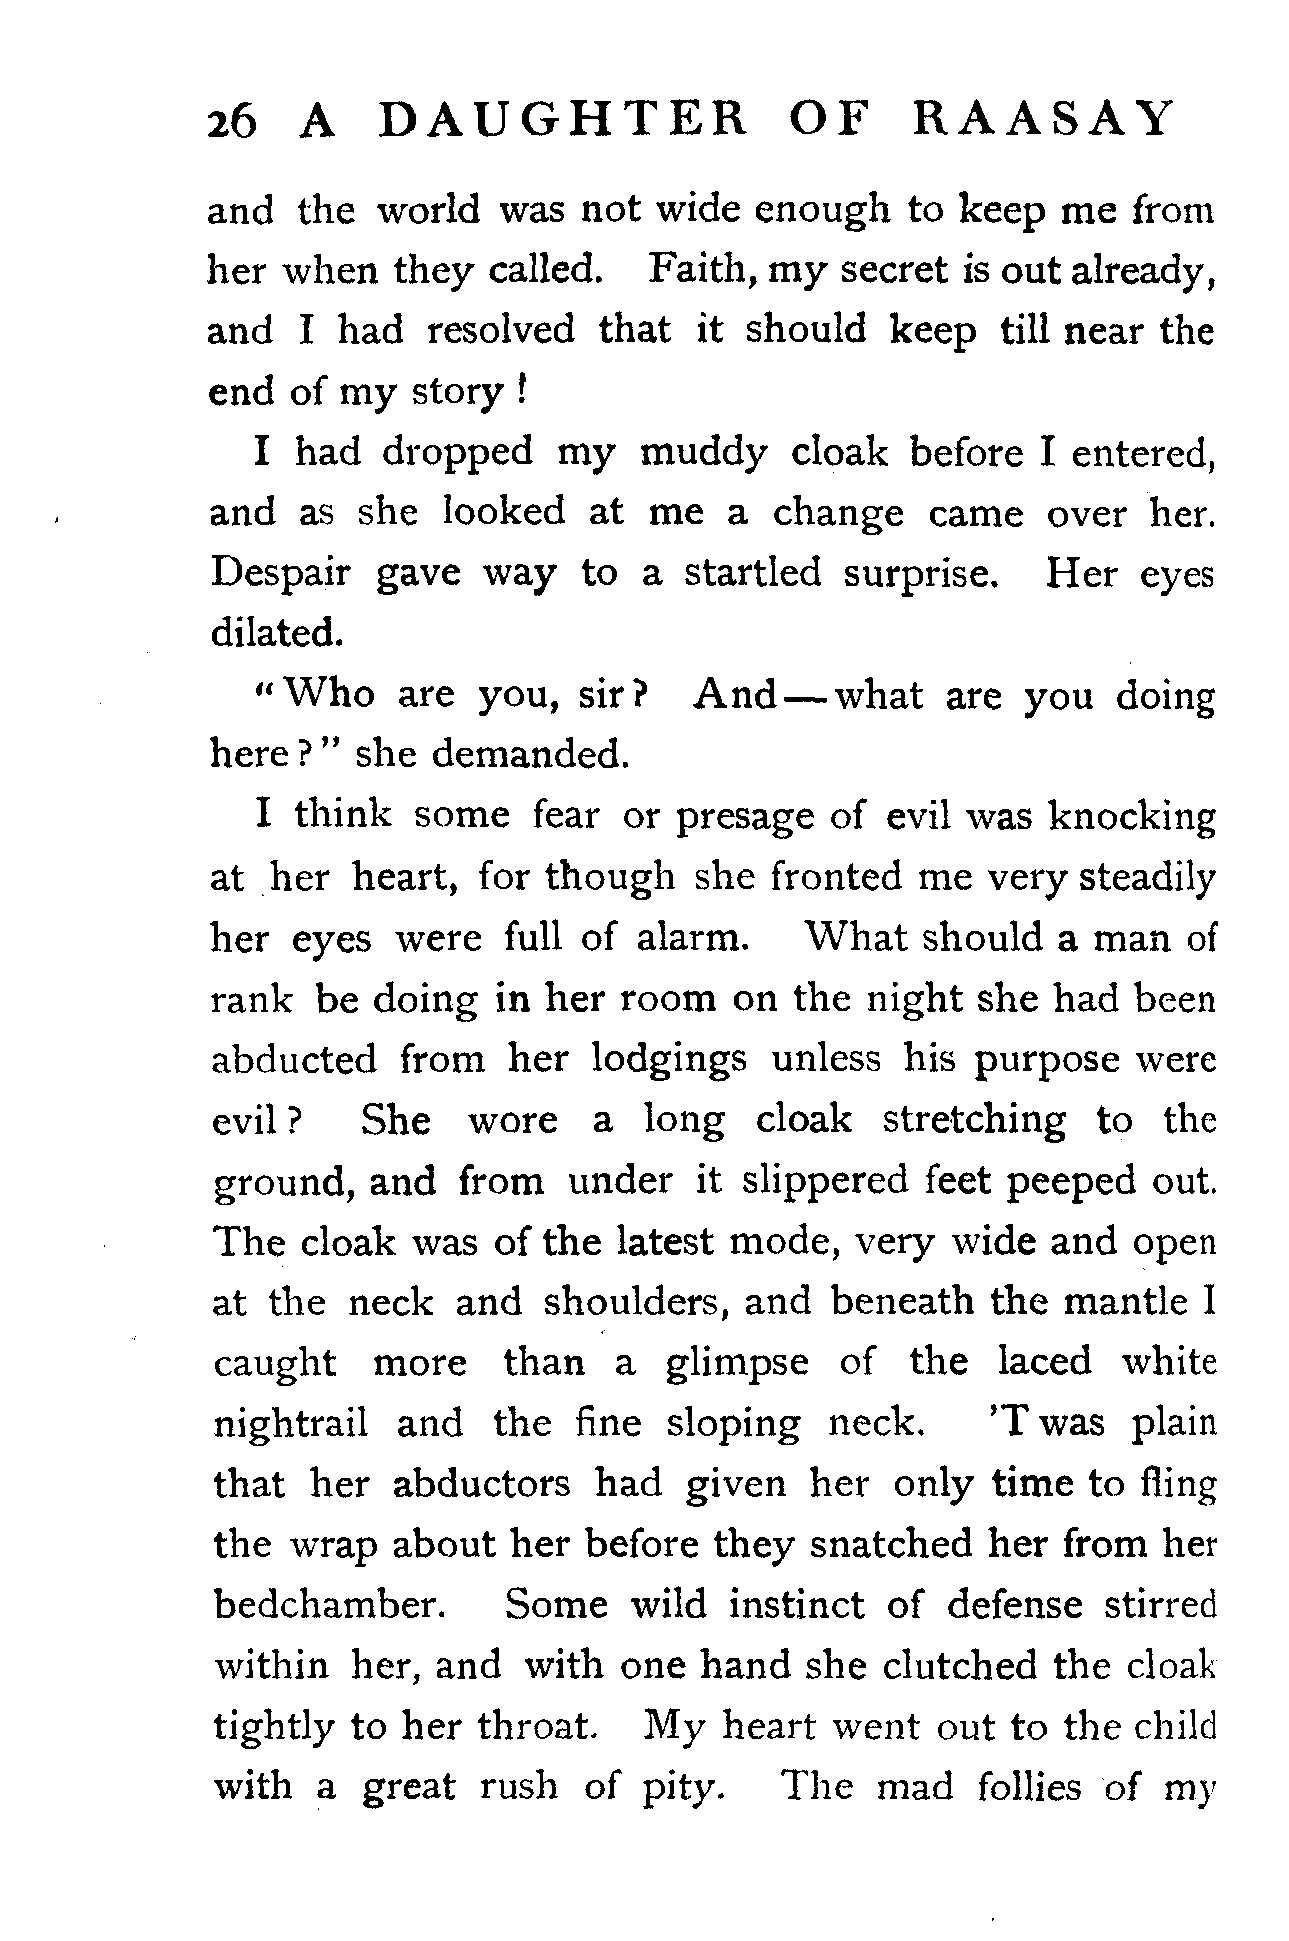 26 A DAUGHTER OF RAASAY
and the world was not wide enough to keep me from
her when they called. Faith, my secret is out already,
and I had resolved that it should keep till near the
end of my story !
I had dropped my muddy cloak before I entered,
and as she looked at me a change came over her.
Despair gave way to a startled surprise. Her eyes
dilated.
“Who are you, sir? And—what are you doing
here?” she demanded.
I think some fear or presage of evil was knocking
at her heart, for though she fronted me very steadily
her eyes were full of alarm. What should a man of
rank be doing in her room on the night she had been
abducted from her lodgings unless his purpose were
evil? She wore a long cloak stretching to the
ground, and from under it slippered feet peeped out.
The cloak was of the latest mode, very wide and open
at the neck and shoulders, and beneath the mantle I
caught more than a glimpse of the laced white
nightrail and the fine sloping neck. ’T was plain
that her abductors had given her only time to fling
the wrap about her before they snatched her from her
bedchamber. Some wild instinct of defense stirred
within her, and with one hand she clutched the cloak
tightly to her throat. My heart went out to the child
with a great rush of pity. The mad follies of my